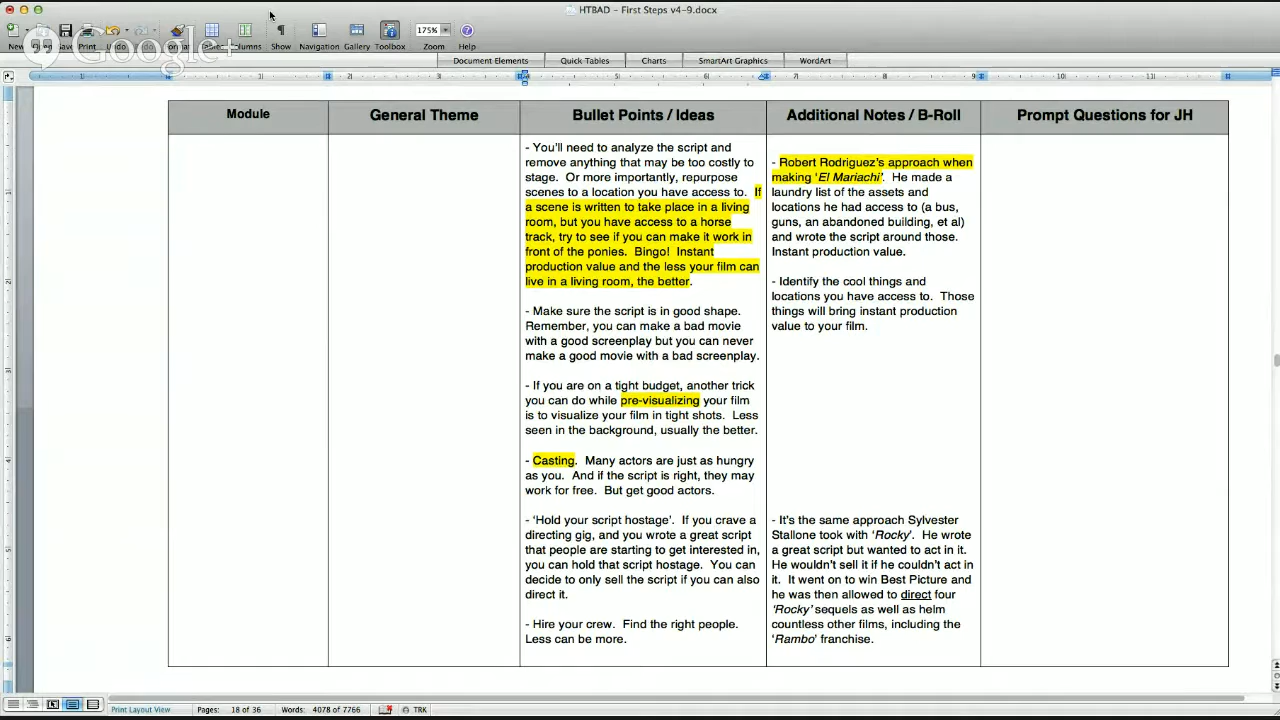 HTBAD - First Steps v4-9.docx
Google+
New Open Save Print Undo Format Tables Columns Show Navigation Gallery Toolbox Zoom Help
175%
Document Elements Quick Tables Charts SmartArt Graphics WordArt
Module
General Theme
Bullet Points / Ideas
Additional Notes / B-Roll
Prompt Questions for JH
- You'll need to analyze the script and
remove anything that may be too costly to
stage. Or more importantly, repurpose
scenes to a location you have access to. If
a scene is written to take place in a living
room, but you have access to a horse
track, try to see if you can make it work in
front of the ponies. Bingo! Instant
production value and the less your film can
live in a living room, the better.
- Make sure the script is in good shape.
Remember, you can make a bad movie
with a good screenplay but you can never
make a good movie with a bad screenplay.
- If you are on a tight budget, another trick
you can do while pre-visualizing your film
is to visualize your film in tight shots. Less
seen in the background, usually the better.
- Casting. Many actors are just as hungry
as you. And if the script is right, they may
work for free. But get good actors.
- 'Hold your script hostage'. If you crave a
directing gig, and you wrote a great script
that people are starting to get interested in,
you can hold that script hostage. You can
decide to only sell the script if you can also
direct it.
- Hire your crew. Find the right people.
Less can be more.
- Robert Rodriguez's approach when
making 'El Mariachi'. He made a
laundry list of the assets and
locations he had access to (a bus,
guns, an abandoned building, et al)
and wrote the script around those.
Instant production value.
- Identify the cool things and
locations you have access to. Those
things will bring instant production
value to your film.
- It's the same approach Sylvester
Stallone took with 'Rocky'. He wrote
a great script but wanted to act in it.
He wouldn't sell it if he couldn't act in
it. It went on to win Best Picture and
he was then allowed to direct four
'Rocky' sequels as well as helm
countless other films, including the
'Rambo' franchise.
Print Layout View Pages: 18 of 36 Words: 4078 of 7766 TRK